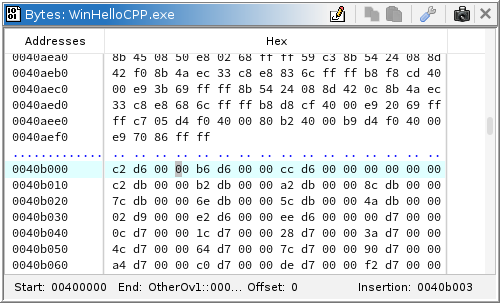 Bytes: WinHelloCPP.exe
Addresses Hex
0040aea0 8b 45 08 50 e8 02 68 ff ff 59 c3 8b 54 24 08 8d
0040aeb0 42 f0 8b 4a ec 33 c8 e8 83 6c ff ff b8 f8 cd 40
0040aec0 00 e9 3b 69 ff ff 8b 54 24 08 8d 42 0c 8b 4a ec
0040aed0 33 c8 e8 68 6c ff ff b8 d8 cf 40 00 e9 20 69 ff
0040aee0 ff c7 05 d4 f0 40 00 80 b2 40 00 b9 d4 f0 40 00
0040aef0 e9 70 86 ff ff
............. .. .. .. .. .. .. .. .. .. .. .. .. .. .. .. ..
0040b000 c2 d6 00 00 b6 d6 00 00 cc d6 00 00 00 00 00 00
0040b010 c2 db 00 00 b2 db 00 00 a2 db 00 00 8c db 00 00
0040b020 7c db 00 00 6e db 00 00 5c db 00 00 4a db 00 00
0040b030 02 d9 00 00 e2 d6 00 00 ee d6 00 00 00 d7 00 00
0040b040 0c d7 00 00 1c d7 00 00 28 d7 00 00 3a d7 00 00
0040b050 4c d7 00 00 64 d7 00 00 7c d7 00 00 90 d7 00 00
0040b060 a4 d7 00 00 c0 d7 00 00 de d7 00 00 f2 d7 00 00
Start: 00400000 End: OtherOv1::000... Offset: 0 Insertion: 0040b003